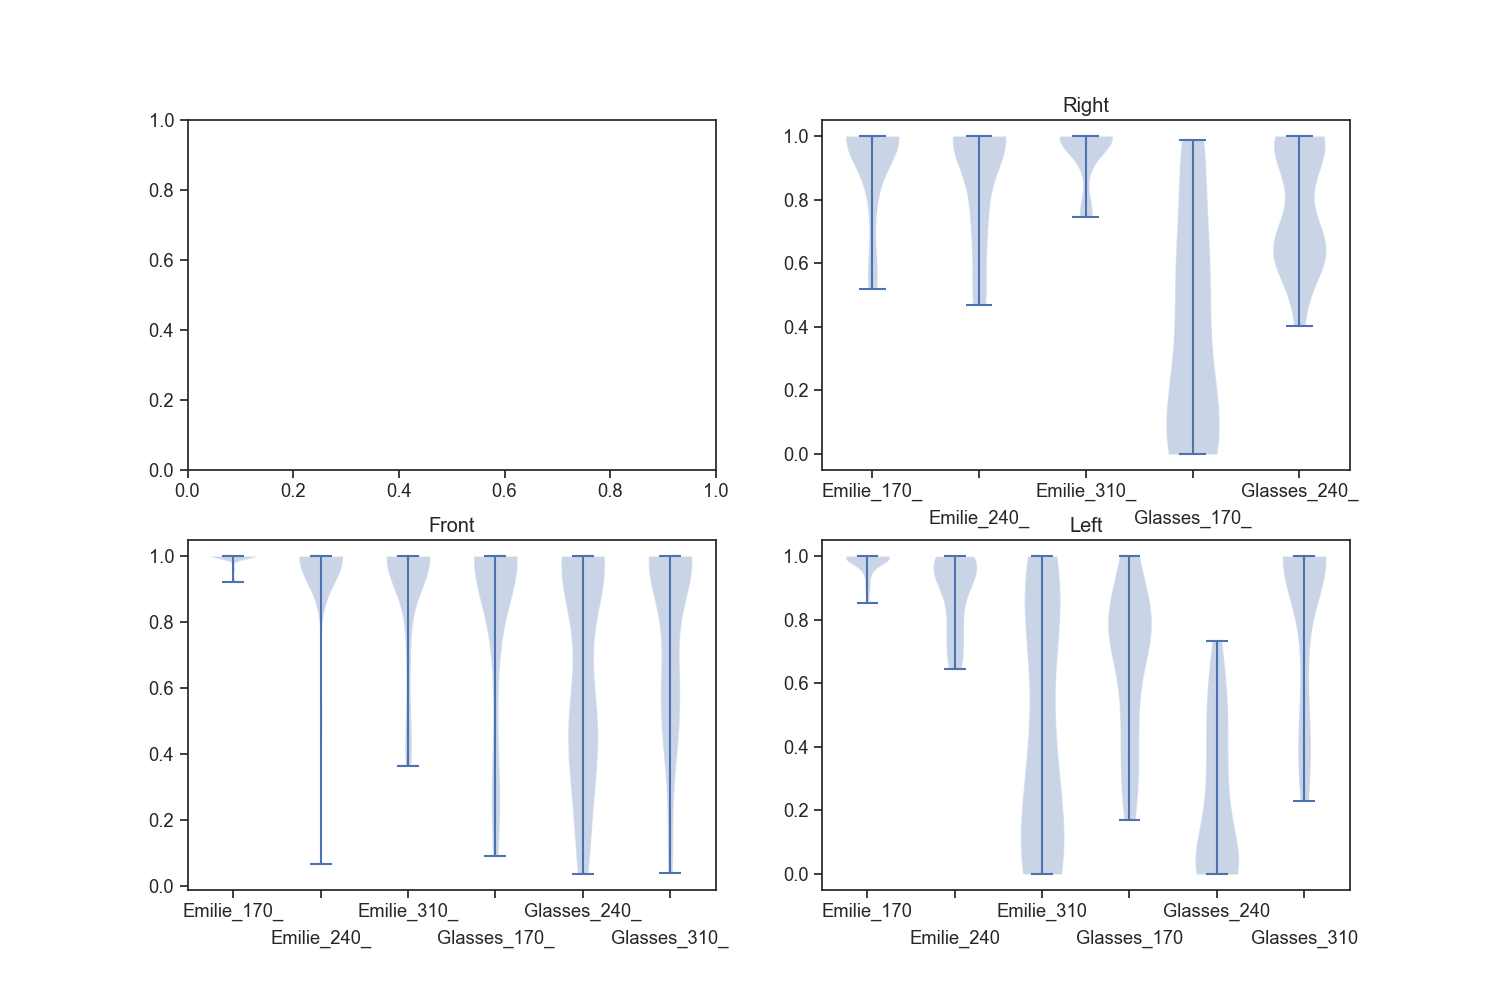 1.0
0.8
0.6
0.4
0.2
0.0
0.0 0.2 0.4 0.6 0.8 1.0
Right
1.0
0.8
0.6
0.4
0.2
0.0
Emilie_170_ Emilie_310_ Glasses_240_
Emilie_240_ Glasses_170_
Front
1.0
0.8
0.6
0.4
0.2
0.0
Emilie_170_ Emilie_310_ Glasses_240_
Emilie_240_ Glasses_170_ Glasses_310_
Left
1.0
0.8
0.6
0.4
0.2
0.0
Emilie_170 Emilie_310 Glasses_240
Emilie_240 Glasses_170 Glasses_310